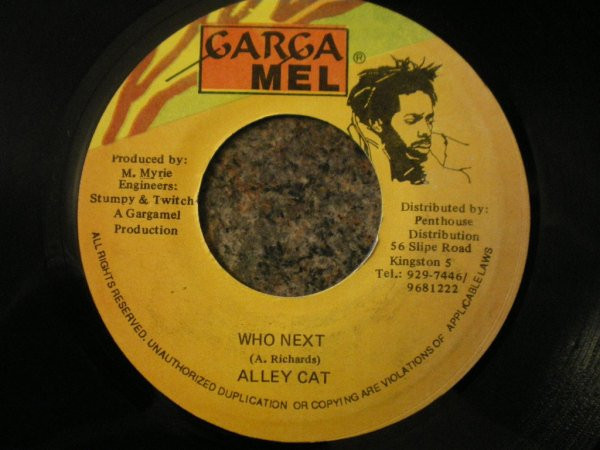 GARGA
MEL
®
Produced by:
M. Myrie
Engineers:
Stumpy & Twitch
A Gargamel
Production
Distributed by:
Penthouse
Distribution
56 Slipe Road
Kingston 5
Tel.: 929-7446/
9681222
WHO NEXT
(A. Richards)
ALLEY CAT
ALL RIGHTS RESERVED. UNAUTHORIZED DUPLICATION OR COPYING ARE VIOLATIONS OF APPLICABLE LAWS